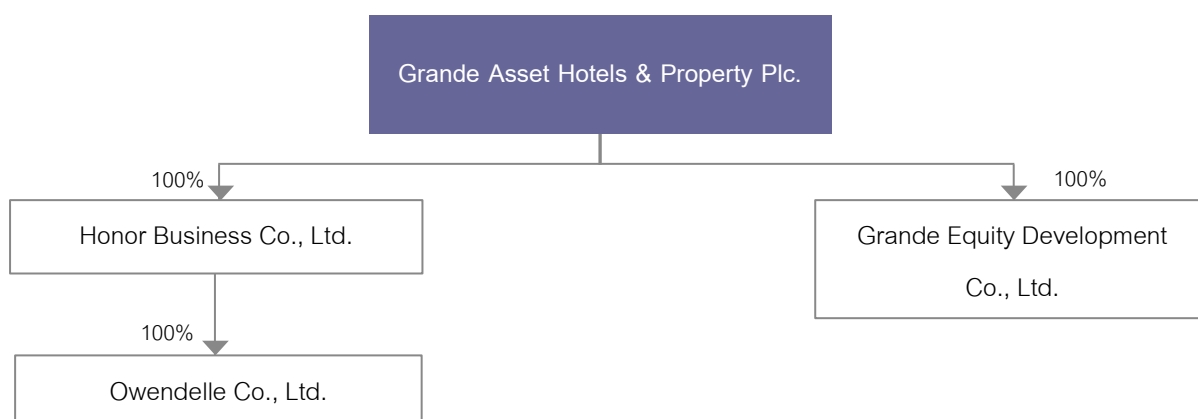 Grande Asset Hotels & Property Plc.
100%
100%
Honor Business Co., Ltd.
Grande Equity Development
Co., Ltd.
100%
Owendelle Co., Ltd.